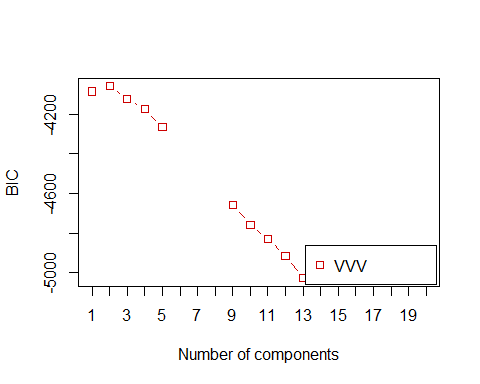 BIC
-4200
-4600
-5000
VVV
1 3 5 7 9 11 13 15 17 19
Number of components